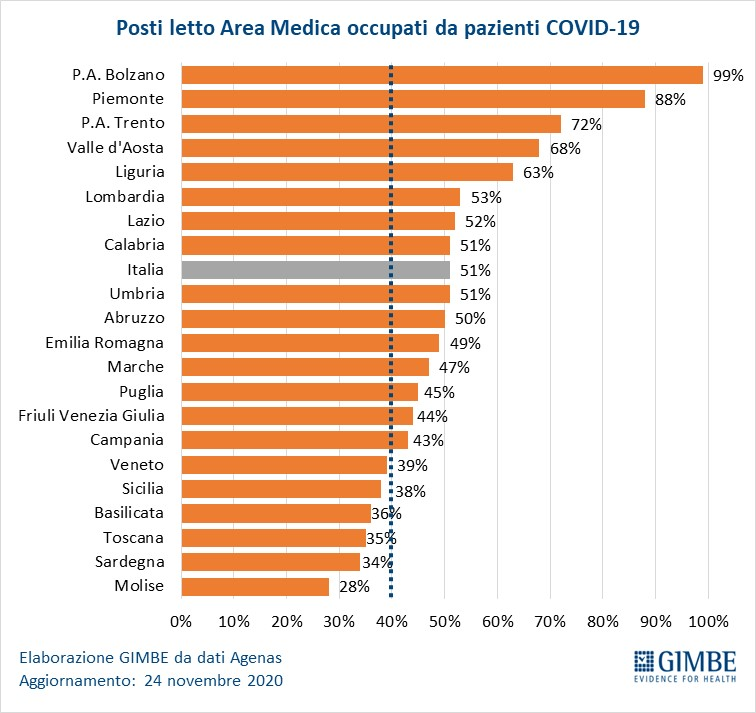 Posti letto Area Medica occupati da pazienti COVID-19
P.A. Bolzano 99%
Piemonte 88%
P.A. Trento 72%
Valle d'Aosta 68%
Liguria 63%
Lombardia 53%
Lazio 52%
Calabria 51%
Italia 51%
Umbria 51%
Abruzzo 50%
Emilia Romagna 49%
Marche 47%
Puglia 45%
Friuli Venezia Giulia 44%
Campania 43%
Veneto 39%
Sicilia 38%
Basilicata 36%
Toscana 35%
Sardegna 34%
Molise 28%
0% 10% 20% 30% 40% 50% 60% 70% 80% 90% 100%
Elaborazione GIMBE da dati Agenas
Aggiornamento: 24 novembre 2020
GIMBE
EVIDENCE FOR HEALTH